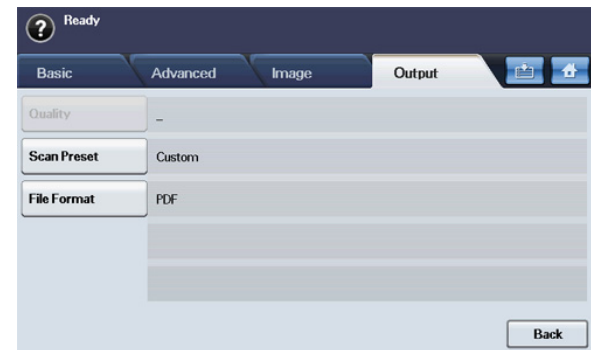 ? Ready
Basic Advanced Image Output
Quality -
Scan Preset Custom
File Format PDF
Back